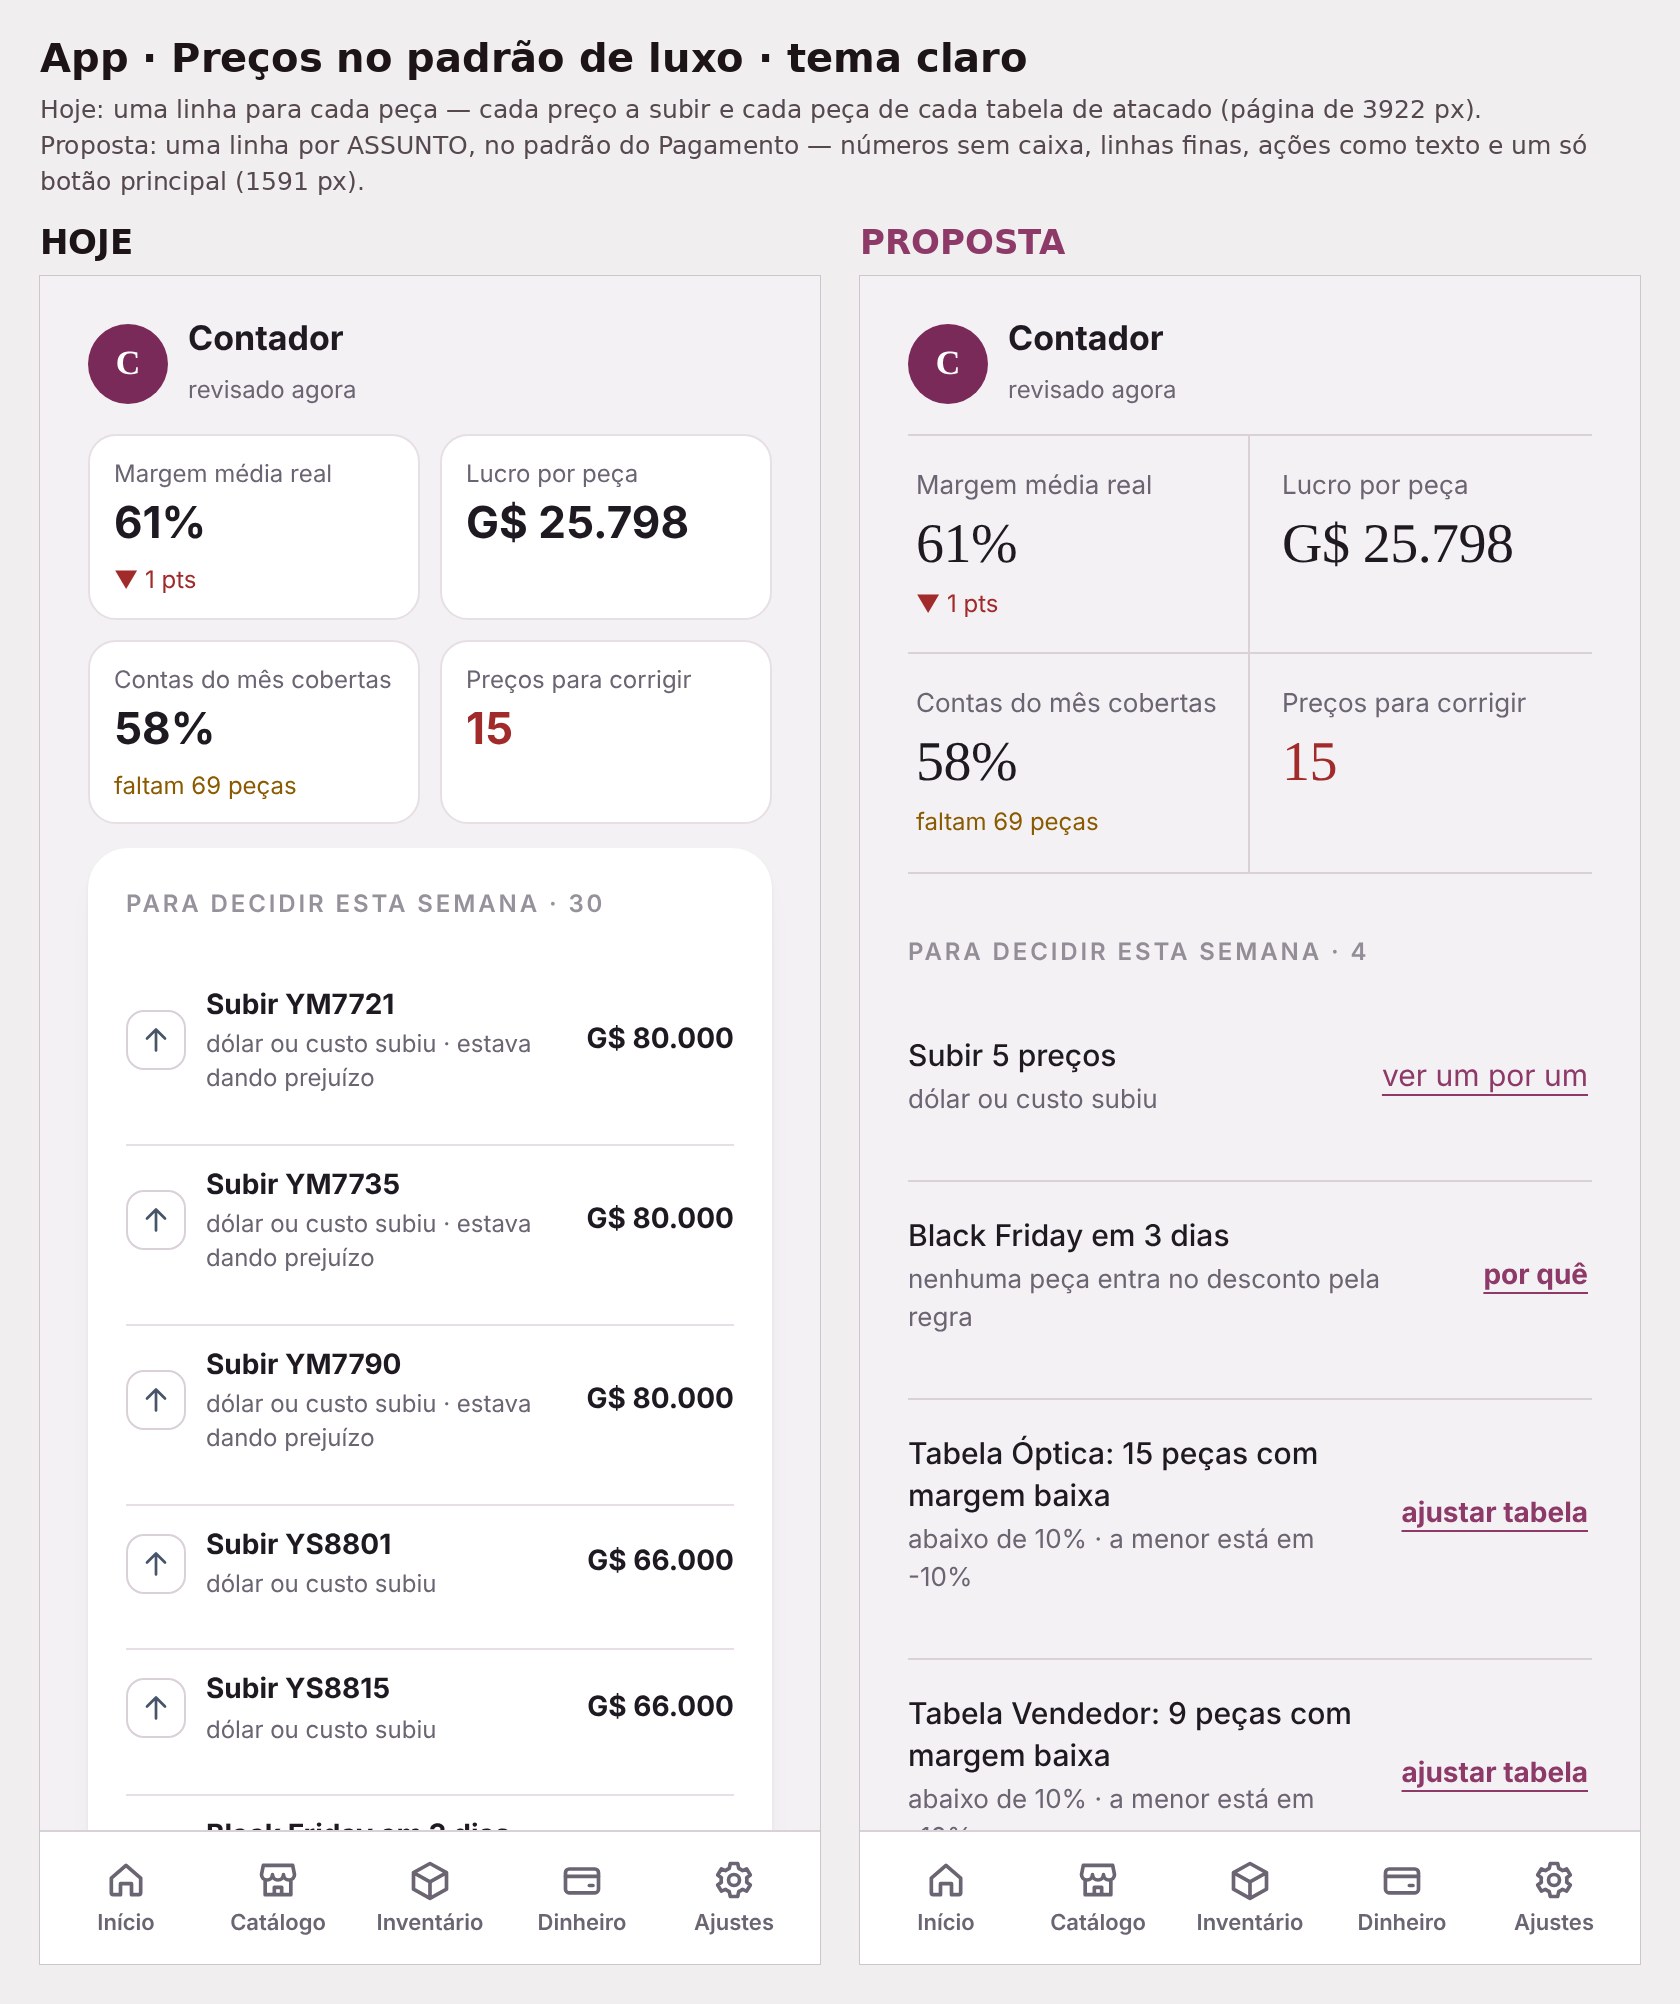 App · Preços no padrão de luxo · tema claro
Hoje: uma linha para cada peça — cada preço a subir e cada peça de cada tabela de atacado (página de 3922 px).
Proposta: uma linha por ASSUNTO, no padrão do Pagamento — números sem caixa, linhas finas, ações como texto e um só
botão principal (1591 px).
HOJE
C
Contador
revisado agora
Margem média real
61%
▼ 1 pts
Lucro por peça
G$ 25.798
Contas do mês cobertas
58%
faltam 69 peças
Preços para corrigir
15
PARA DECIDIR ESTA SEMANA · 30
Subir YM7721
dólar ou custo subiu · estava
dando prejuízo
G$ 80.000
Subir YM7735
dólar ou custo subiu · estava
dando prejuízo
G$ 80.000
Subir YM7790
dólar ou custo subiu · estava
dando prejuízo
G$ 80.000
Subir YS8801
dólar ou custo subiu
G$ 66.000
Subir YS8815
dólar ou custo subiu
G$ 66.000
Black Friday em 3 dias
Início
Catálogo
Inventário
Dinheiro
Ajustes
PROPOSTA
C
Contador
revisado agora
Margem média real
61%
▼ 1 pts
Lucro por peça
G$ 25.798
Contas do mês cobertas
58%
faltam 69 peças
Preços para corrigir
15
PARA DECIDIR ESTA SEMANA · 4
Subir 5 preços
dólar ou custo subiu
ver um por um
Black Friday em 3 dias
nenhuma peça entra no desconto pela
regra
por quê
Tabela Óptica: 15 peças com
margem baixa
abaixo de 10% · a menor está em
-10%
ajustar tabela
Tabela Vendedor: 9 peças com
margem baixa
abaixo de 10% · a menor está em
ajustar tabela
Início
Catálogo
Inventário
Dinheiro
Ajustes